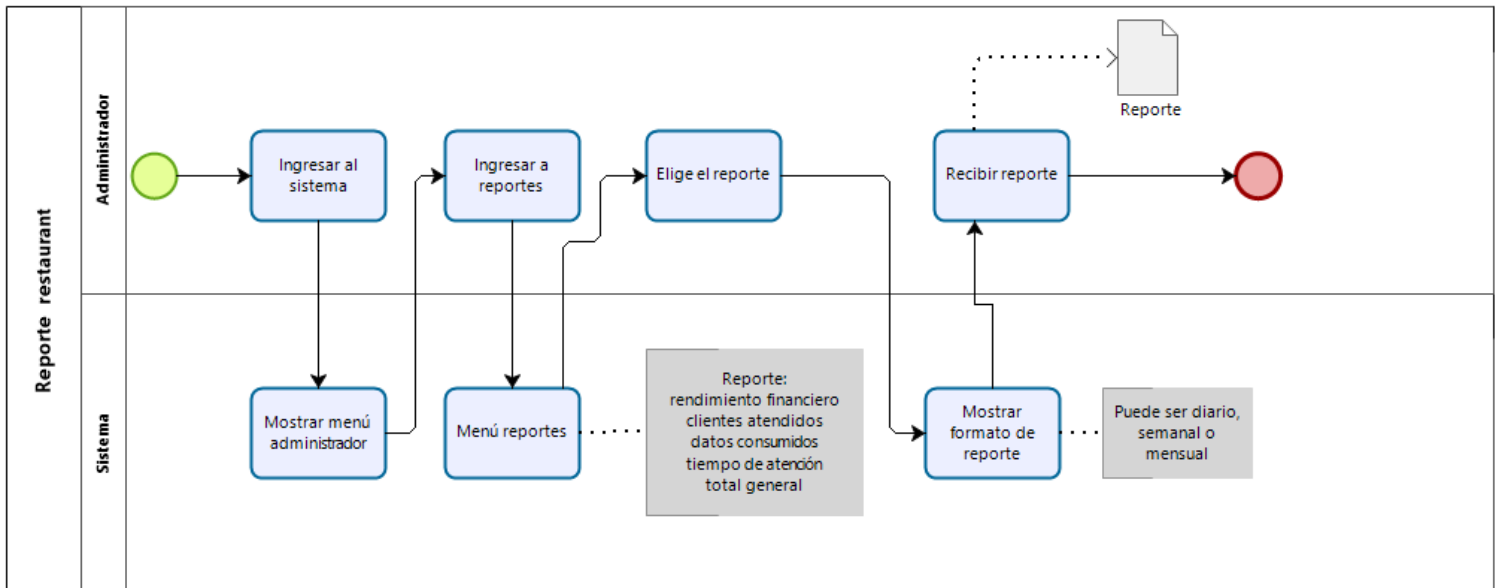 Reporte restaurant
Administrador
Ingresar al
sistema
Ingresar a
reportes
Elige el reporte
Recibir reporte
Reporte
Sistema
Mostrar menú
administrador
Menú reportes
Reporte:
rendimiento financiero
clientes atendidos
datos consumidos
tiempo de atención
total general
Mostrar
formato de
reporte
Puede ser diario,
semanal o
mensual